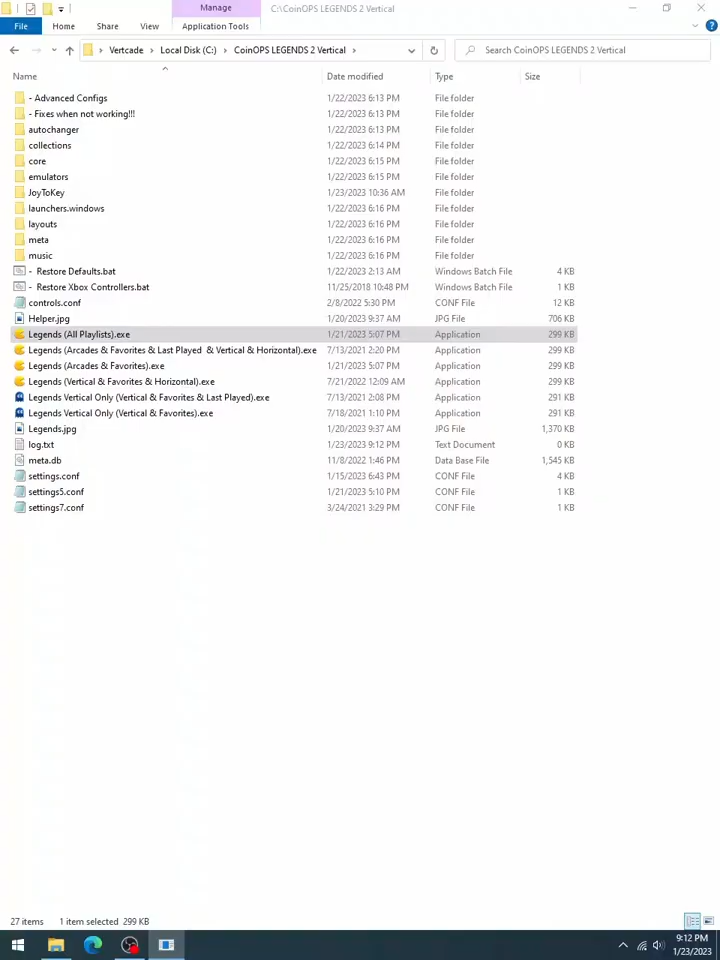 Manage C:\CoinOPS LEGENDS 2 Vertical
File Home Share View Application Tools
Vertcade Local Disk (C:) CoinOPS LEGENDS 2 Vertical Search CoinOPS LEGENDS 2 Vertical
Name Date modified Type Size
- Advanced Configs 1/22/2023 6:13 PM File folder
- Fixes when not working!!! 1/22/2023 6:13 PM File folder
autochanger 1/22/2023 6:13 PM File folder
collections 1/22/2023 6:14 PM File folder
core 1/22/2023 6:15 PM File folder
emulators 1/22/2023 6:15 PM File folder
JoyToKey 1/23/2023 10:36 AM File folder
launchers.windows 1/22/2023 6:16 PM File folder
layouts 1/22/2023 6:16 PM File folder
meta 1/22/2023 6:16 PM File folder
music 1/22/2023 6:16 PM File folder
- Restore Defaults.bat 1/22/2023 2:13 AM Windows Batch File 4 KB
- Restore Xbox Controllers.bat 11/25/2018 10:48 PM Windows Batch File 1 KB
controls.conf 2/8/2022 5:30 PM CONF File 12 KB
Helper.jpg 1/20/2023 9:37 AM JPG File 706 KB
Legends (All Playlists).exe 1/21/2023 5:07 PM Application 299 KB
Legends (Arcades & Favorites & Last Played & Vertical & Horizontal).exe 7/13/2021 2:20 PM Application 299 KB
Legends (Arcades & Favorites).exe 1/21/2023 5:07 PM Application 299 KB
Legends (Vertical & Favorites & Horizontal).exe 7/21/2022 12:09 AM Application 299 KB
Legends Vertical Only (Vertical & Favorites & Last Played).exe 7/13/2021 2:08 PM Application 291 KB
Legends Vertical Only (Vertical & Favorites).exe 7/18/2021 1:10 PM Application 291 KB
Legends.jpg 1/20/2023 9:37 AM JPG File 1,370 KB
log.txt 1/23/2023 9:12 PM Text Document 0 KB
meta.db 11/8/2022 1:46 PM Data Base File 1,545 KB
settings.conf 1/15/2023 6:43 PM CONF File 4 KB
settings5.conf 1/21/2023 5:10 PM CONF File 1 KB
settings7.conf 3/24/2021 3:29 PM CONF File 1 KB
27 items 1 item selected 299 KB
9:12 PM
1/23/2023